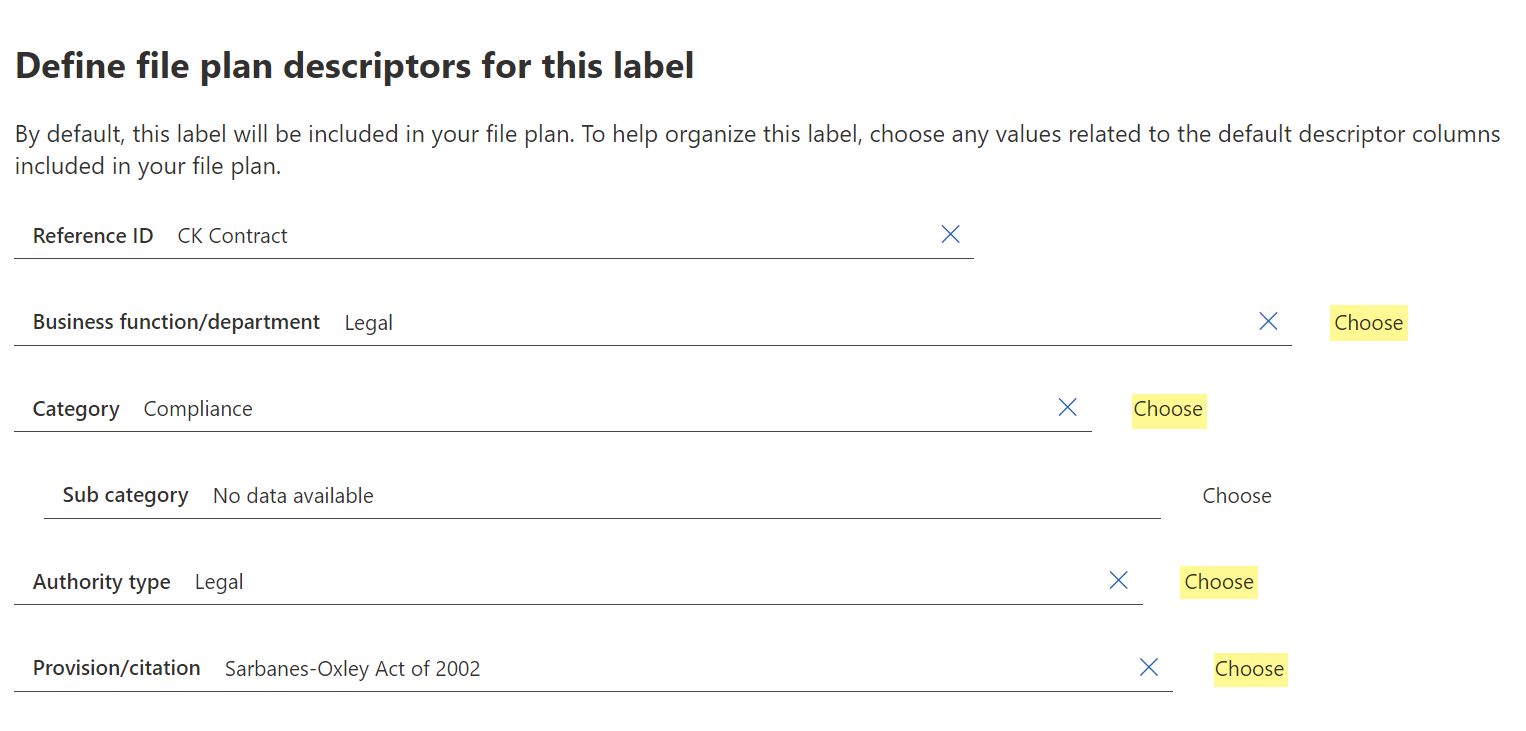 Define file plan descriptors for this label
By default, this label will be included in your file plan. To help organize this label, choose any values related to the default descriptor columns
included in your file plan.
Reference ID CK Contract
Business function/department Legal Choose
Category Compliance Choose
Sub category No data available Choose
Authority type Legal Choose
Provision/citation Sarbanes-Oxley Act of 2002 Choose